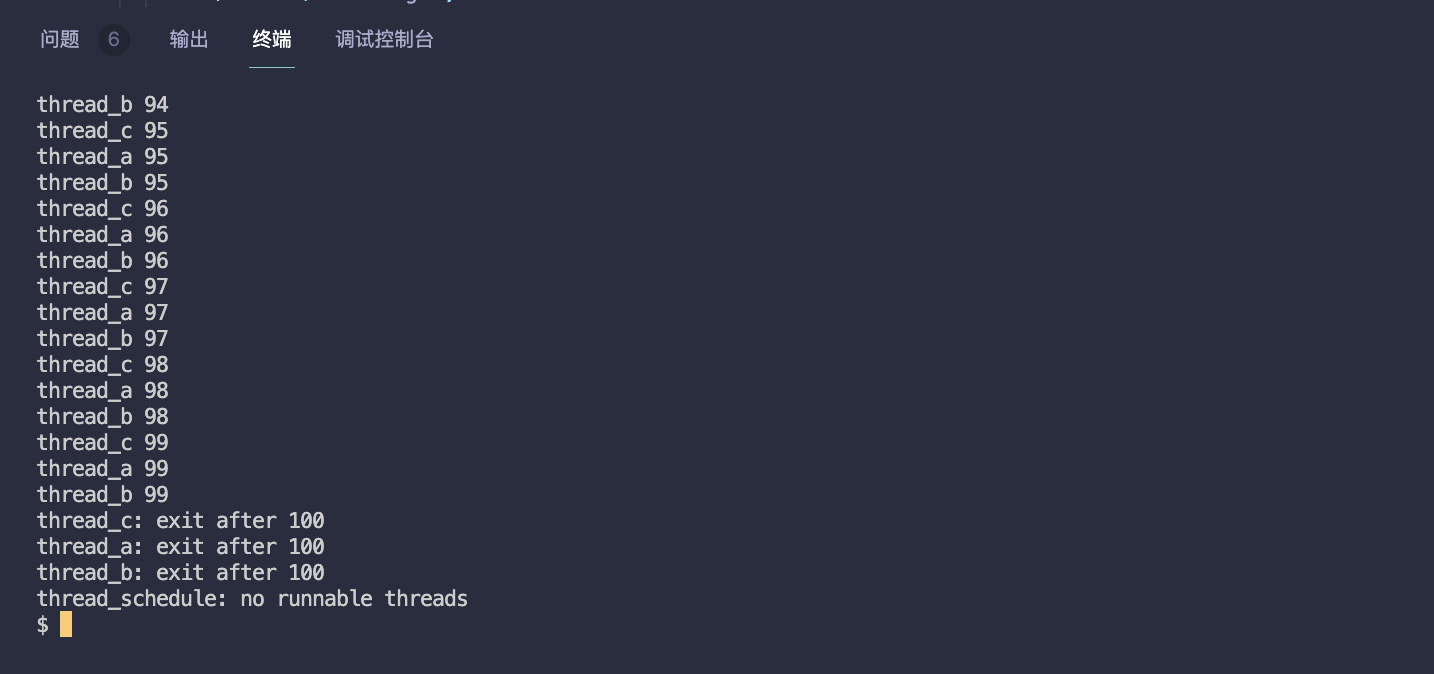 问题 6 输出 终端 调试控制台
thread_b 94
thread_c 95
thread_a 95
thread_b 95
thread_c 96
thread_a 96
thread_b 96
thread_c 97
thread_a 97
thread_b 97
thread_c 98
thread_a 98
thread_b 98
thread_c 99
thread_a 99
thread_b 99
thread_c: exit after 100
thread_a: exit after 100
thread_b: exit after 100
thread_schedule: no runnable threads
$